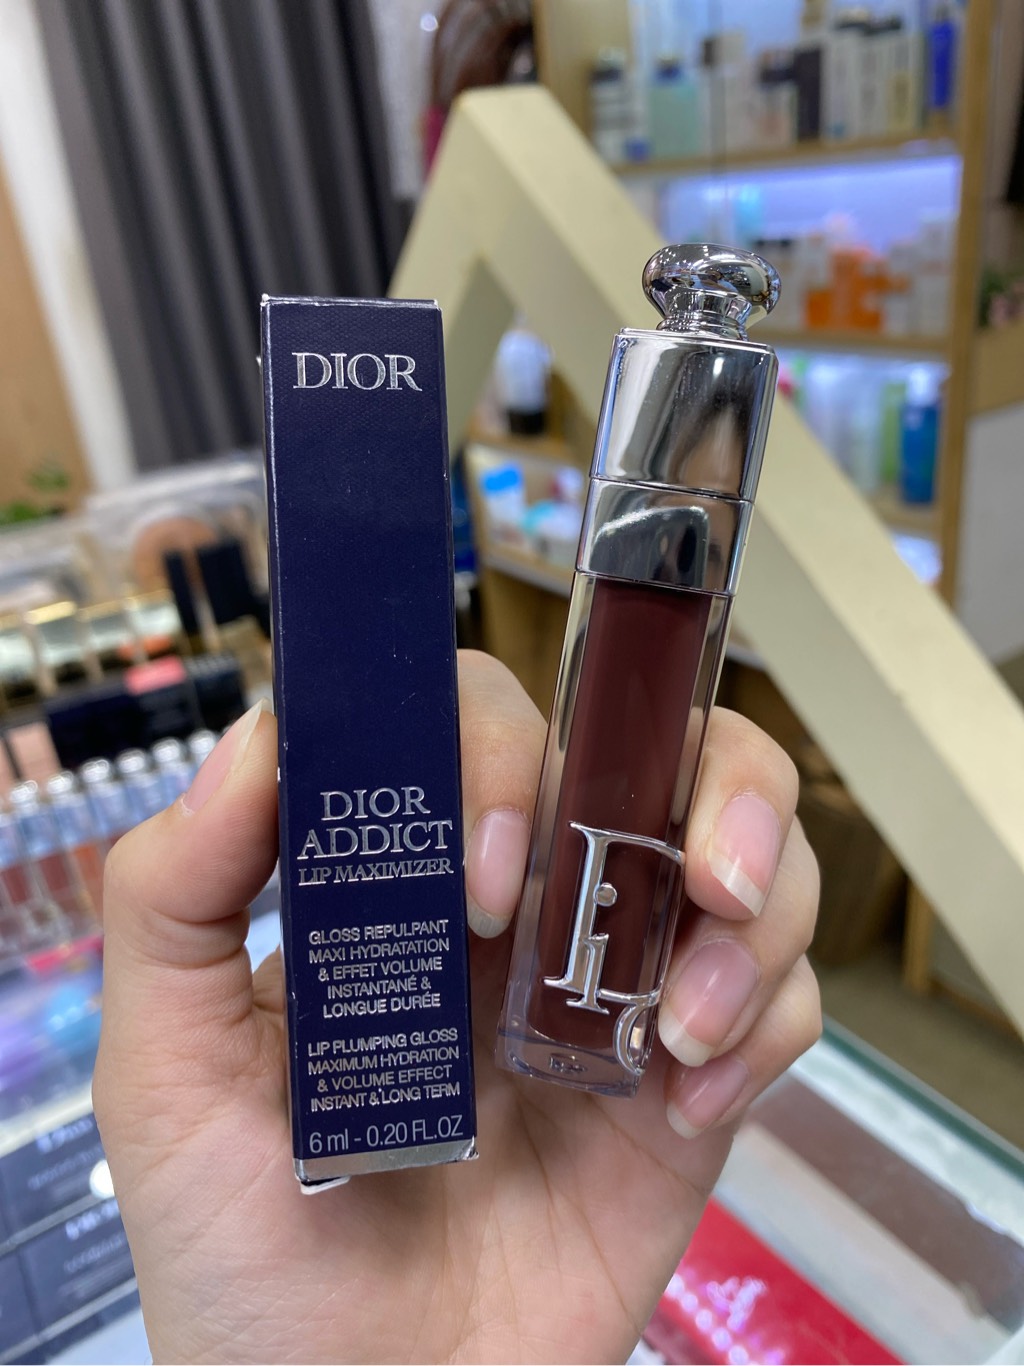 DIOR
DIOR
ADDICT
LIP MAXIMIZER
GLOSS REPULPANT
MAXI HYDRATATION
& EFFET VOLUME
INSTANTANÉ &
LONGUE DURÉE
LIP PLUMPING GLOSS
MAXIMUM HYDRATION
& VOLUME EFFECT
INSTANT & LONG TERM
6 ml - 0.20 FL.OZ